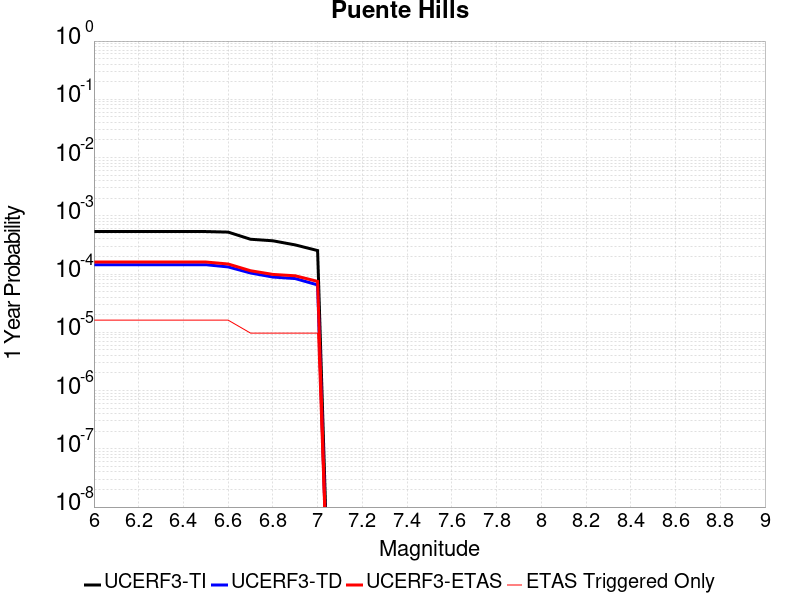 Puente Hills
10^0
10^-1
10^-2
10^-3
10^-4
10^-5
10^-6
10^-7
10^-8
1 Year Probability
6 6.2 6.4 6.6 6.8 7 7.2 7.4 7.6 7.8 8 8.2 8.4 8.6 8.8 9
Magnitude
UCERF3-TI UCERF3-TD UCERF3-ETAS ETAS Triggered Only